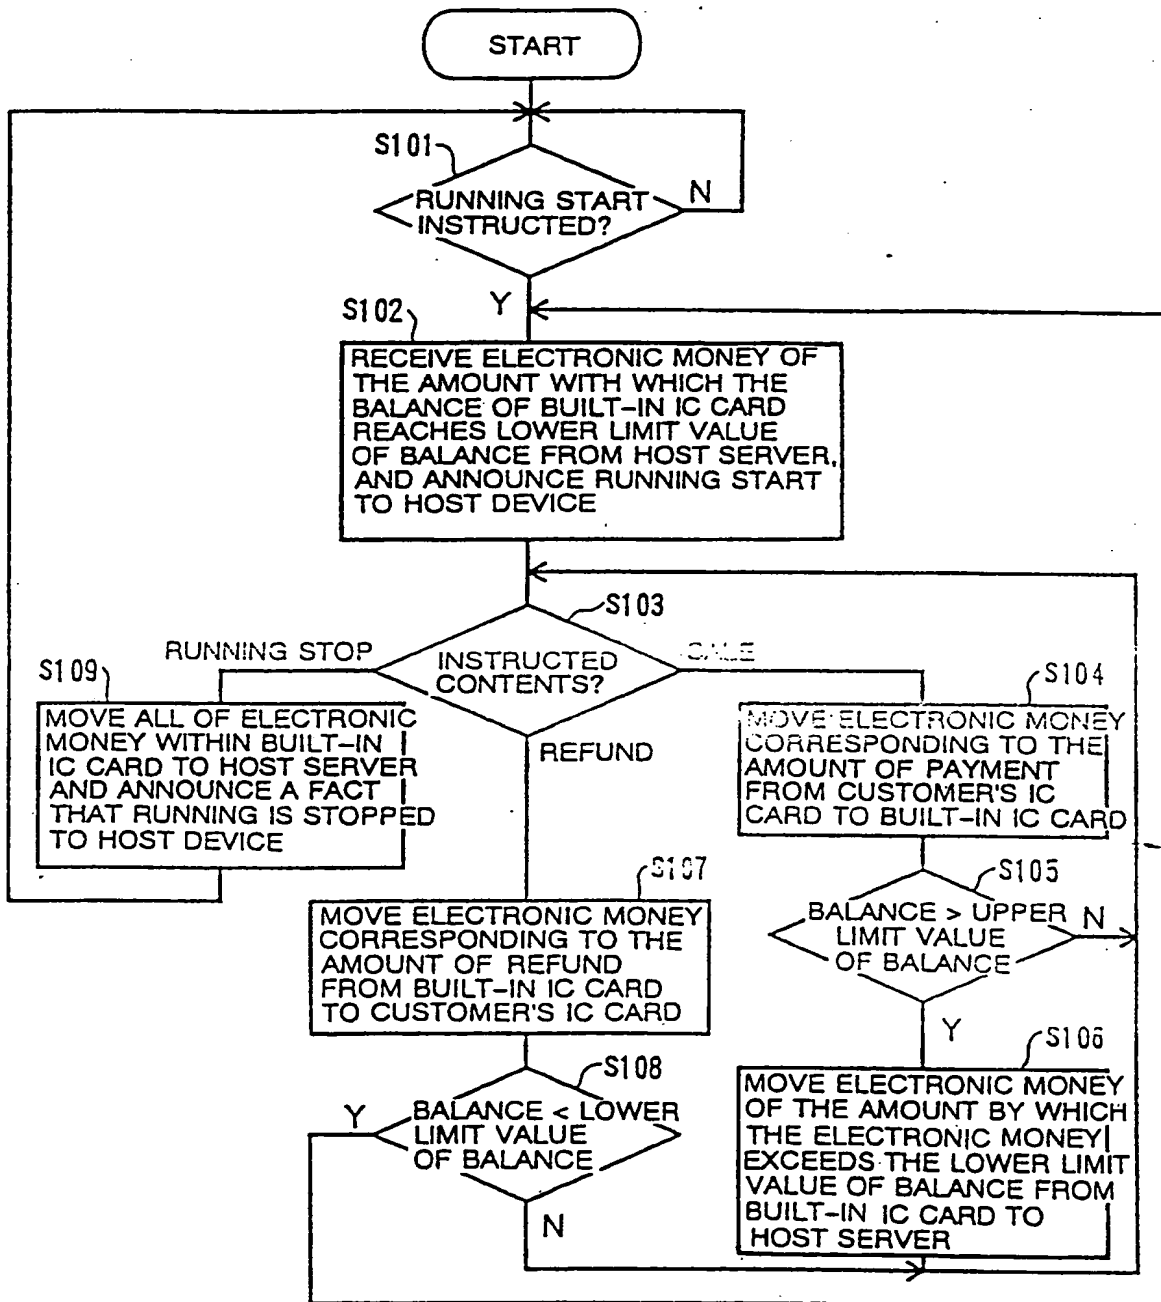 START
S101
RUNNING START
INSTRUCTED?
N
Y
S102
RECEIVE ELECTRONIC MONEY OF
THE AMOUNT WITH WHICH THE
BALANCE OF BUILT-IN IC CARD
REACHES LOWER LIMIT VALUE
OF BALANCE FROM HOST SERVER,
AND ANNOUNCE RUNNING START
TO HOST DEVICE
S103
INSTRUCTED
CONTENTS?
RUNNING STOP
SALE
REFUND
S109
MOVE ALL OF ELECTRONIC
MONEY WITHIN BUILT-IN
IC CARD TO HOST SERVER
AND ANNOUNCE A FACT
THAT RUNNING IS STOPPED
TO HOST DEVICE
S104
MOVE ELECTRONIC MONEY
CORRESPONDING TO THE
AMOUNT OF PAYMENT
FROM CUSTOMER'S IC
CARD TO BUILT-IN IC CARD
S105
BALANCE > UPPER
LIMIT VALUE
OF BALANCE
N
Y
S107
MOVE ELECTRONIC MONEY
CORRESPONDING TO THE
AMOUNT OF REFUND
FROM BUILT-IN IC CARD
TO CUSTOMER'S IC CARD
S106
MOVE ELECTRONIC MONEY
OF THE AMOUNT BY WHICH
THE ELECTRONIC MONEY
EXCEEDS THE LOWER LIMIT
VALUE OF BALANCE FROM
BUILT-IN IC CARD TO
HOST SERVER
S108
Y
BALANCE < LOWER
LIMIT VALUE
OF BALANCE
N